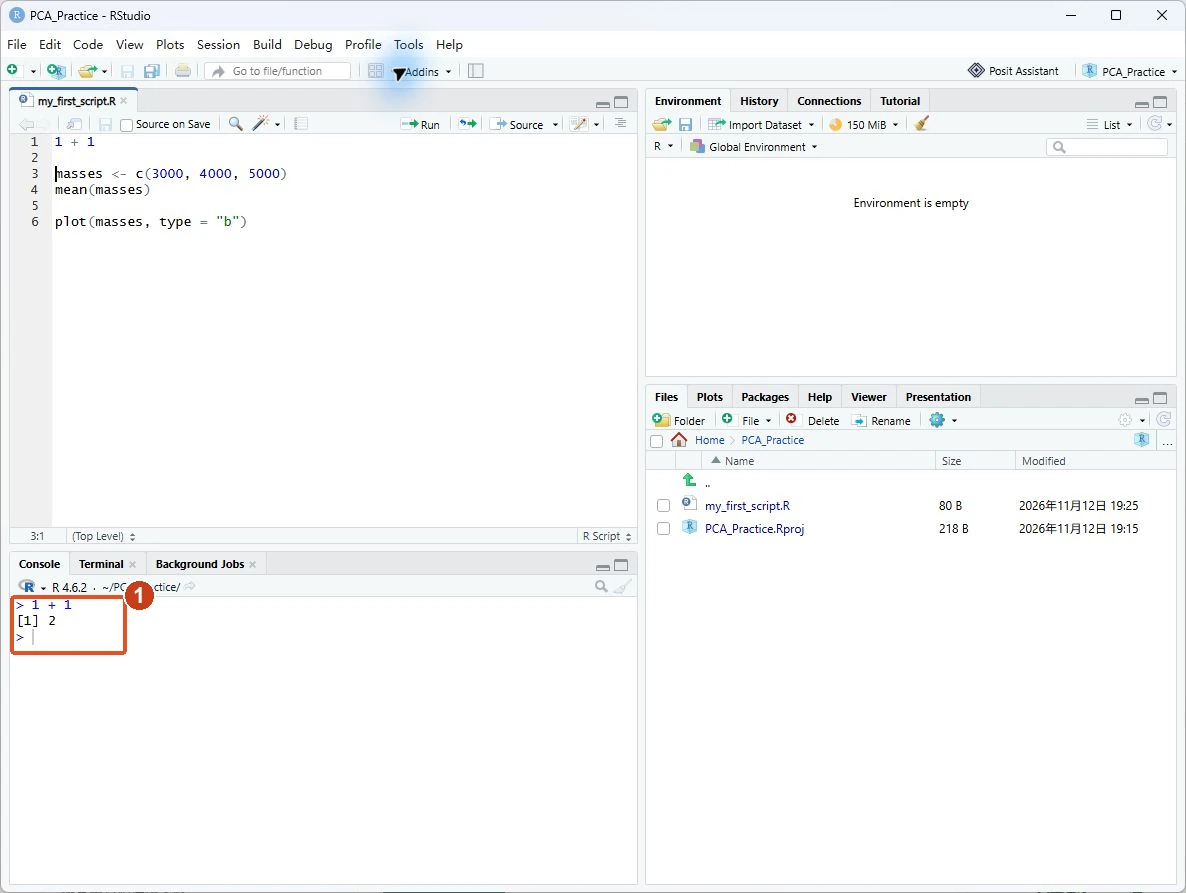 PCA_Practice - RStudio
File Edit Code View Plots Session Build Debug Profile Tools Help
Go to file/function Addins Posit Assistant PCA_Practice
my_first_script.R
Source on Save Run Source
1 1 + 1
2
3 masses <- c(3000, 4000, 5000)
4 mean(masses)
5
6 plot(masses, type = "b")
3:1 (Top Level) R Script
Console Terminal Background Jobs
R 4.6.2 · ~/PC ctice/
1
> 1 + 1
[1] 2
>
Environment History Connections Tutorial
Import Dataset 150 MiB List
R Global Environment
Environment is empty
Files Plots Packages Help Viewer Presentation
Folder File Delete Rename
Home PCA_Practice ...
Name Size Modified
..
my_first_script.R 80 B 2026年11月12日 19:25
PCA_Practice.Rproj 218 B 2026年11月12日 19:15